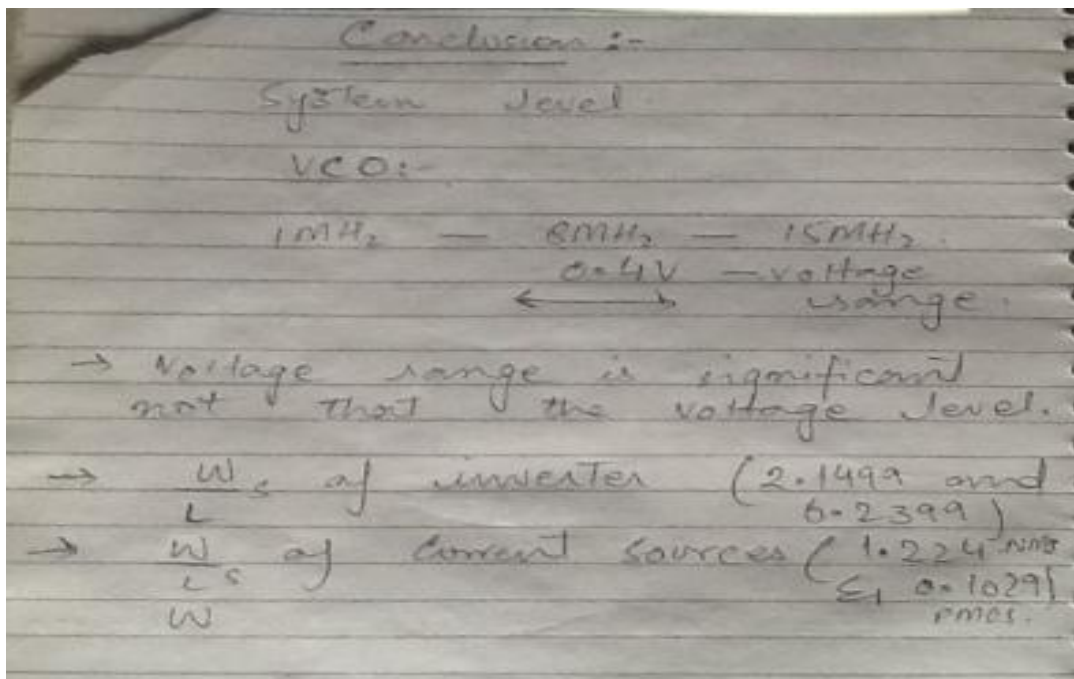 Conclusion :-
System level
VCO:-
1MHz — 8MHz — 15MHz.
0.4V — voltage
range.
→ Voltage range is significant
not that the voltage level.
→ W/L s of inverter (2.1499 and
6.2399)
→ W/L s of Current Sources (1.224 NMOS
& 0.1029)
PMOS.
W